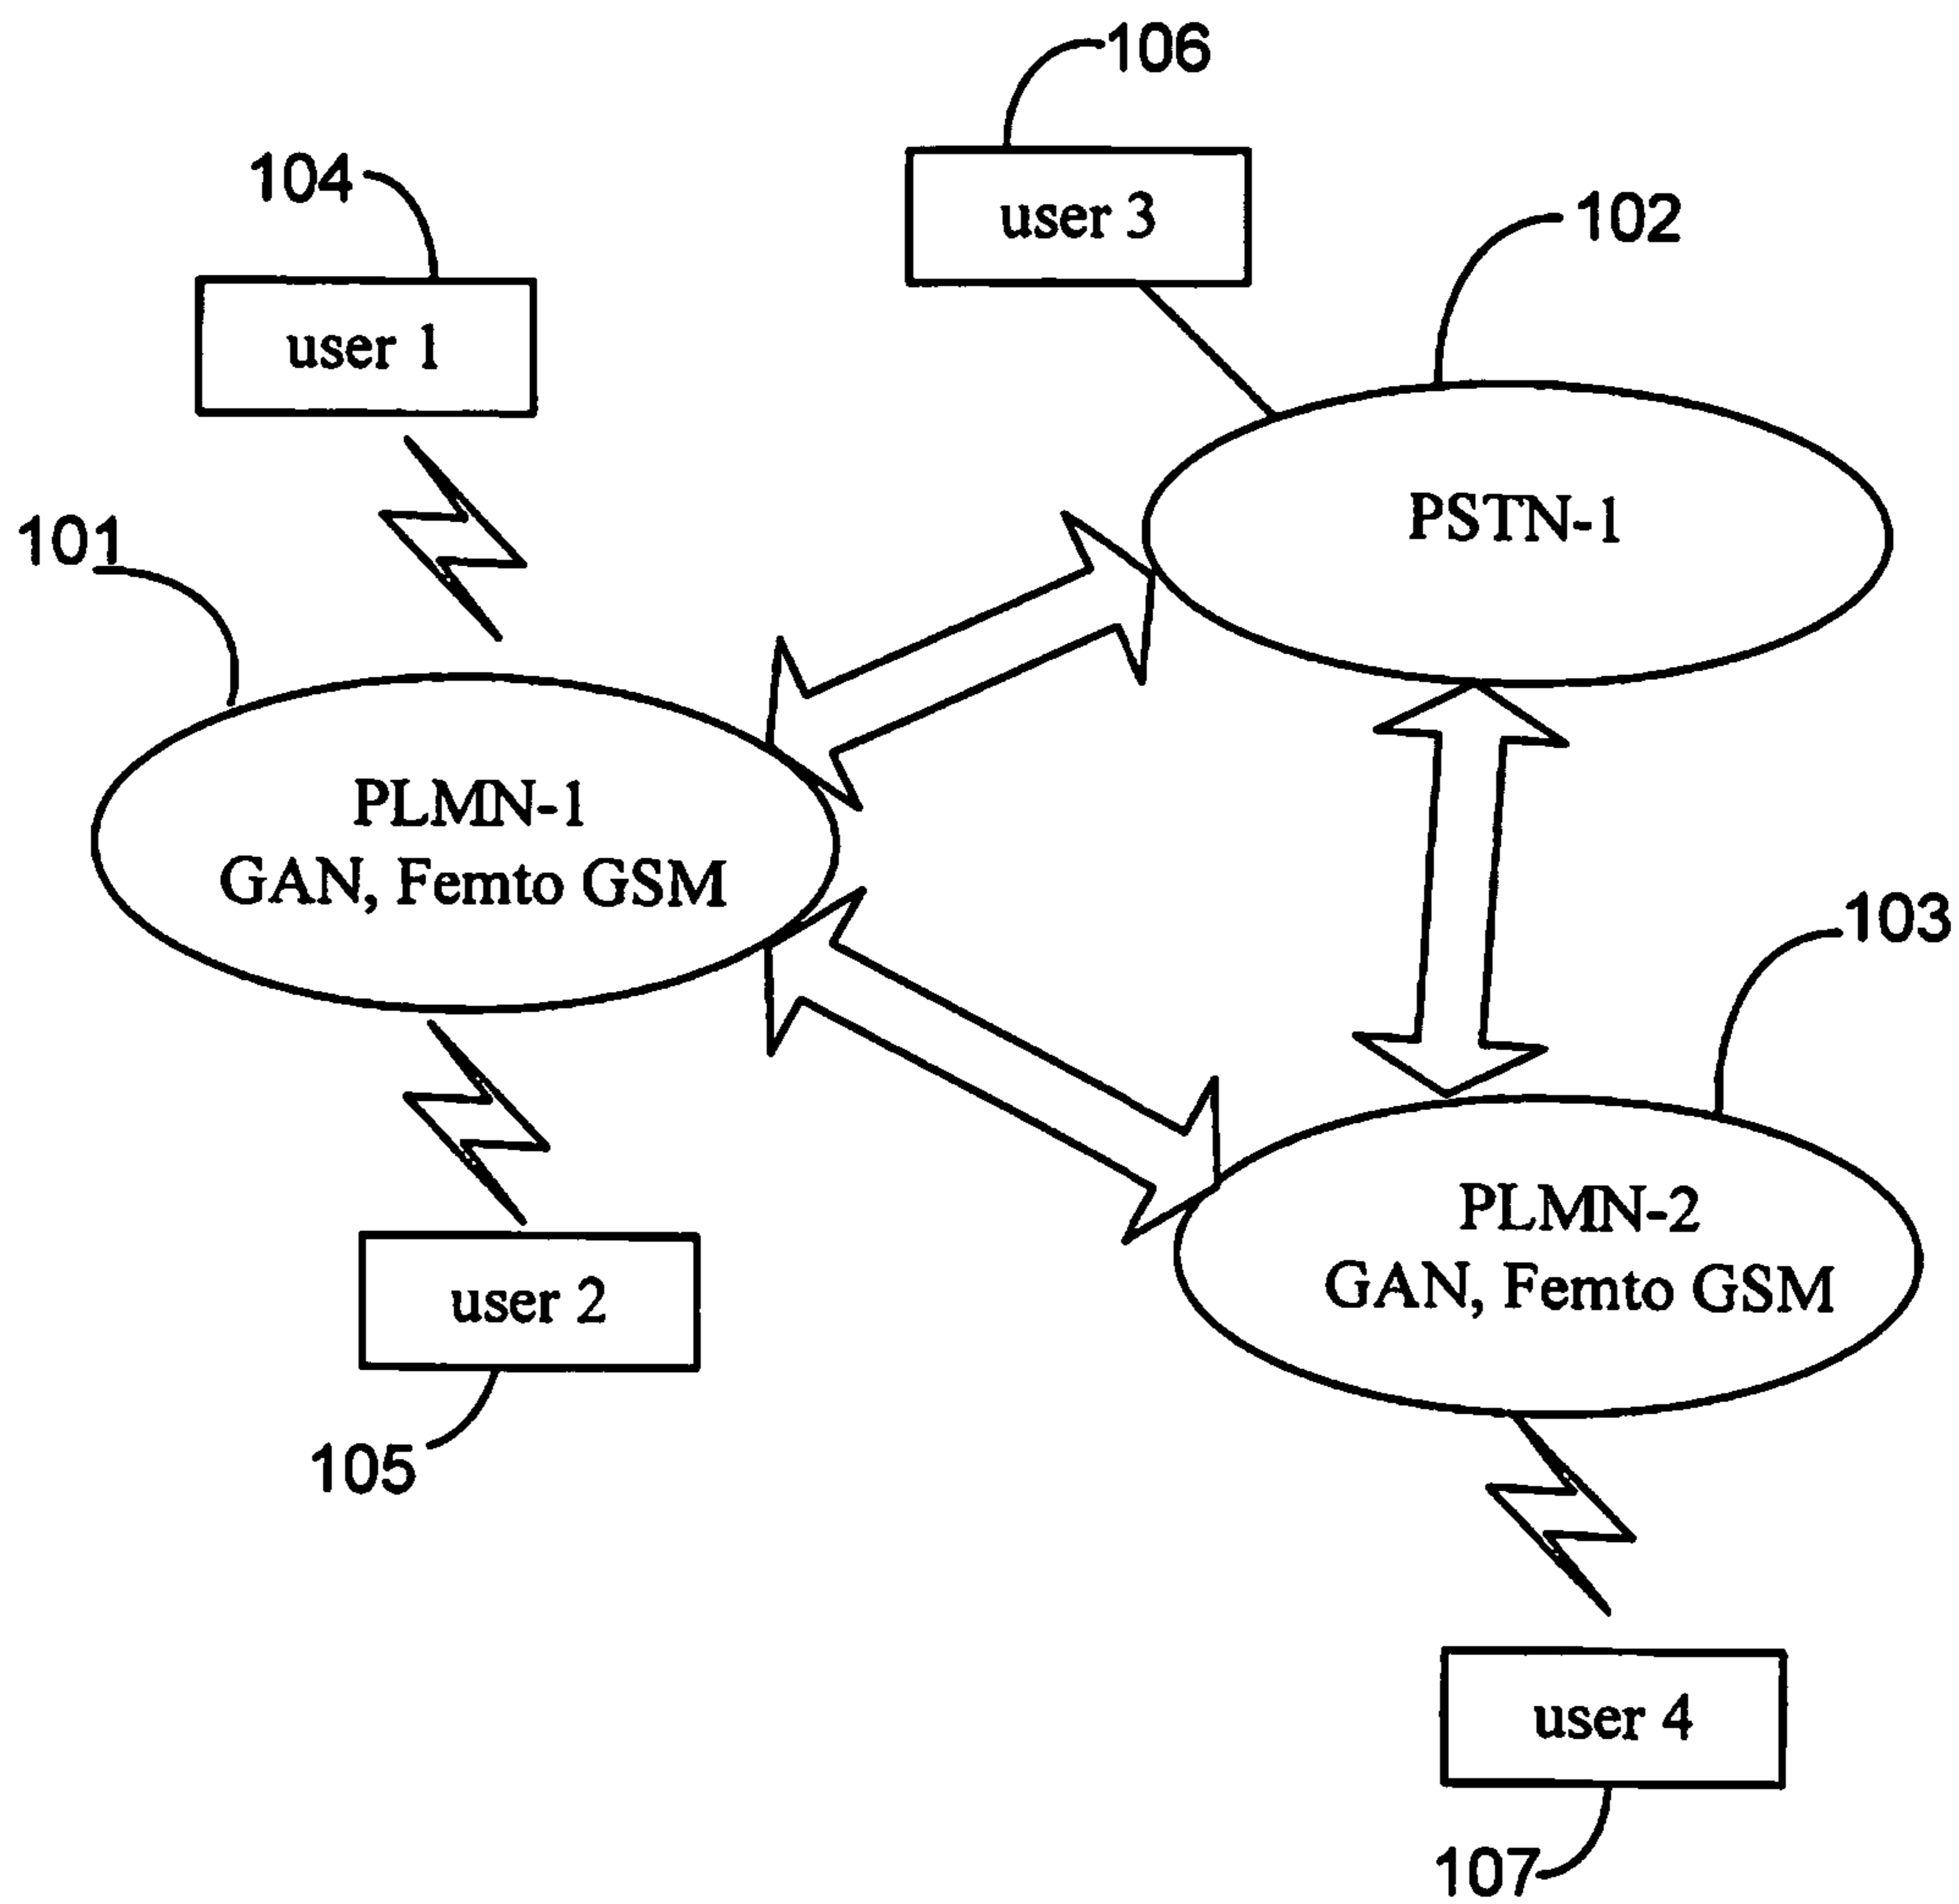 106
104
user 3
102
user 1
PSTN-1
101
PLMN-1
GAN, Femto GSM
103
PLMN-2
GAN, Femto GSM
user 2
105
user 4
107